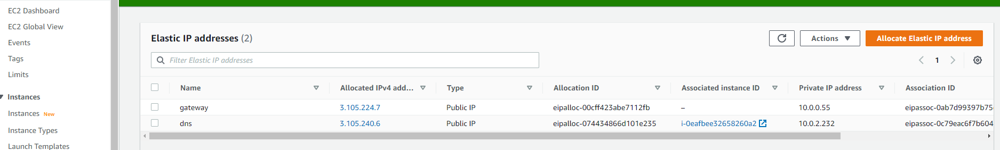 EC2 Dashboard
EC2 Global View
Events
Tags
Limits
Instances
Instances New
Instance Types
Launch Templates
Elastic IP addresses (2)
Actions
Allocate Elastic IP address
Filter Elastic IP addresses
1
Name Allocated IPv4 add... Type Allocation ID Associated instance ID Private IP address Association ID
gateway 3.105.224.7 Public IP eipalloc-00cff423abe7112fb – 10.0.0.55 eipassoc-0ab7d99397b75
dns 3.105.240.6 Public IP eipalloc-074434866d101e235 i-0eafbee32658260a2 10.0.2.232 eipassoc-0c79eac6f7b604